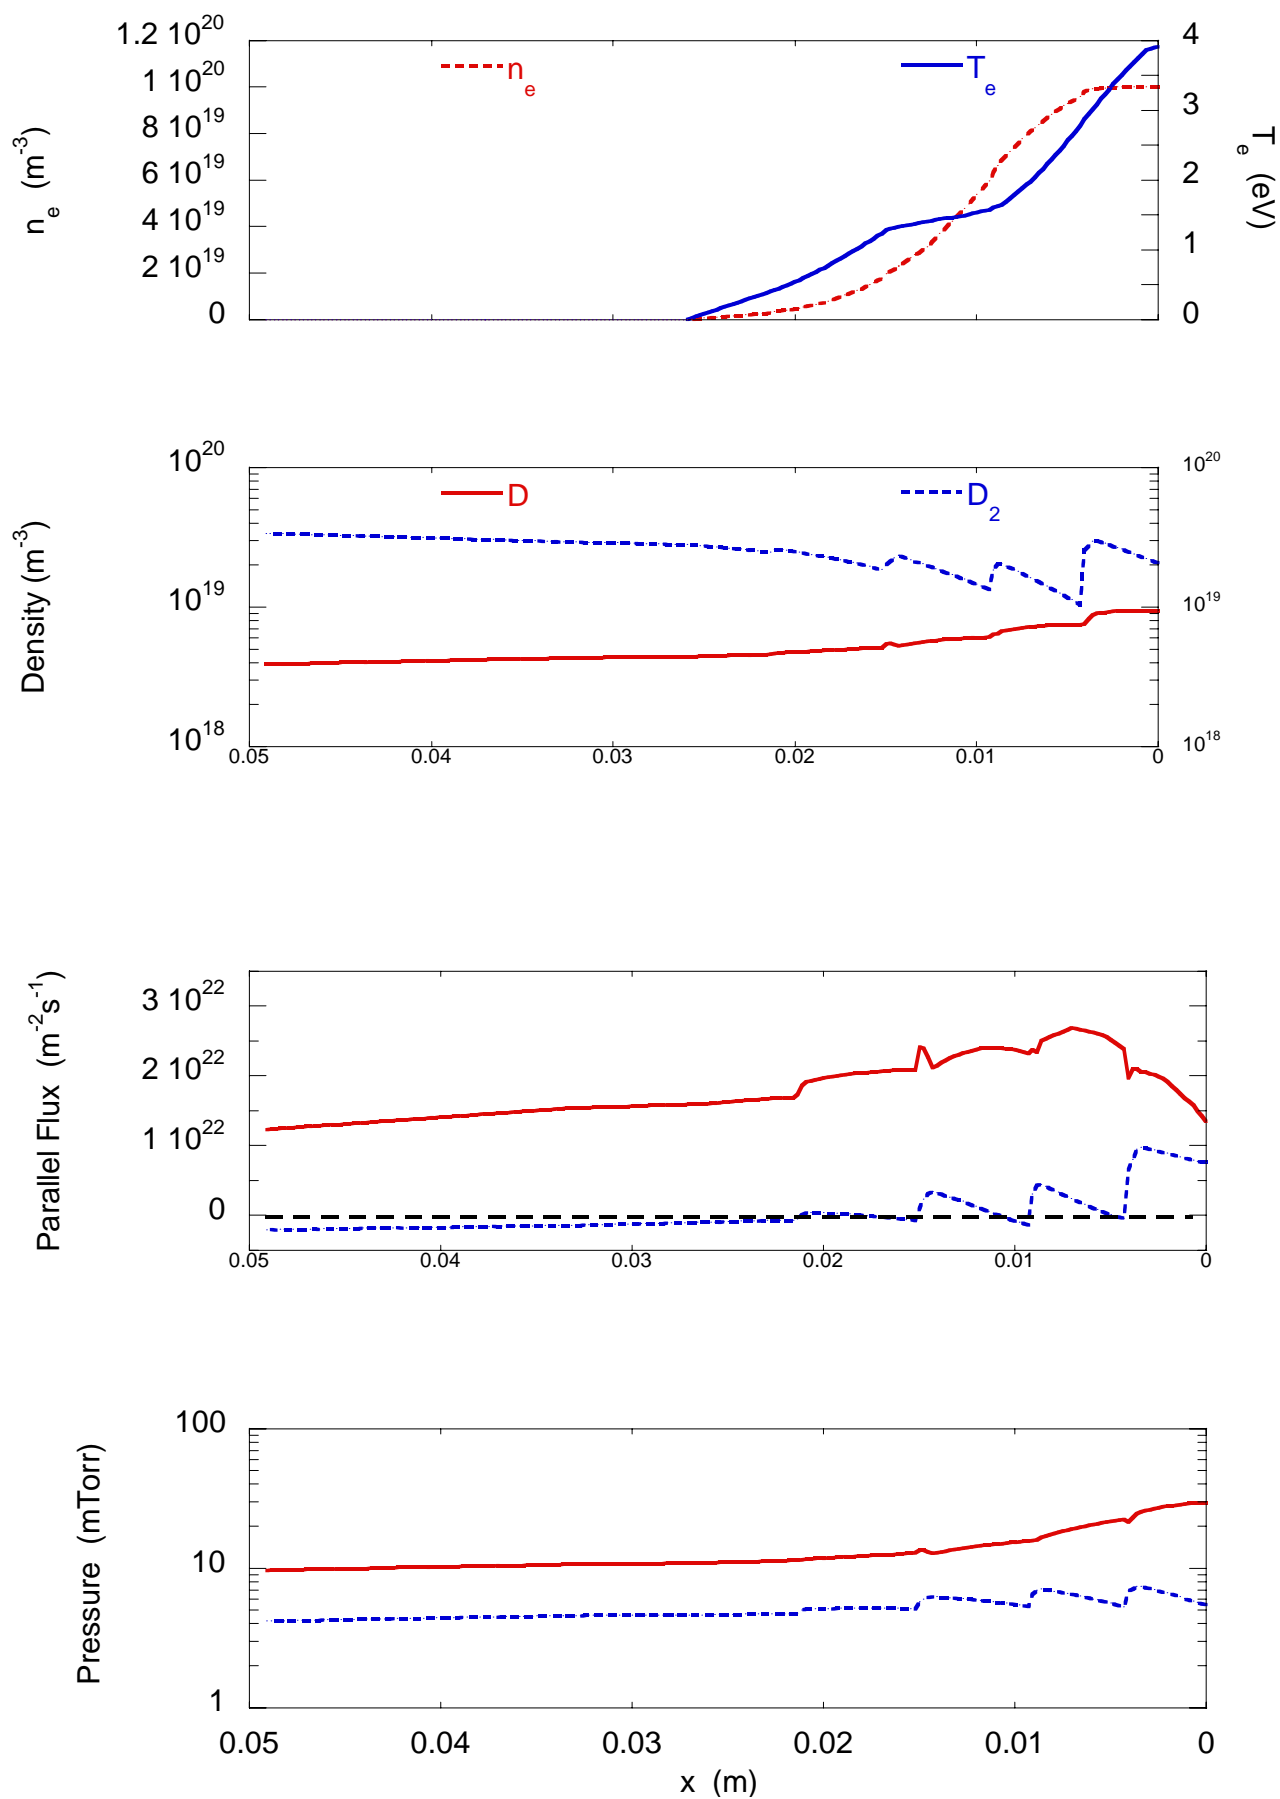 1.2 10^20
1 10^20
8 10^19
6 10^19
4 10^19
2 10^19
0
n_e (m^-3)
n_e
T_e
4
3
2
1
0
T_e (eV)
10^20
10^19
10^18
Density (m^-3)
D
D_2
10^20
10^19
10^18
0.05 0.04 0.03 0.02 0.01 0
3 10^22
2 10^22
1 10^22
0
Parallel Flux (m^-2 s^-1)
0.05 0.04 0.03 0.02 0.01 0
100
10
1
Pressure (mTorr)
0.05 0.04 0.03 0.02 0.01 0
x (m)